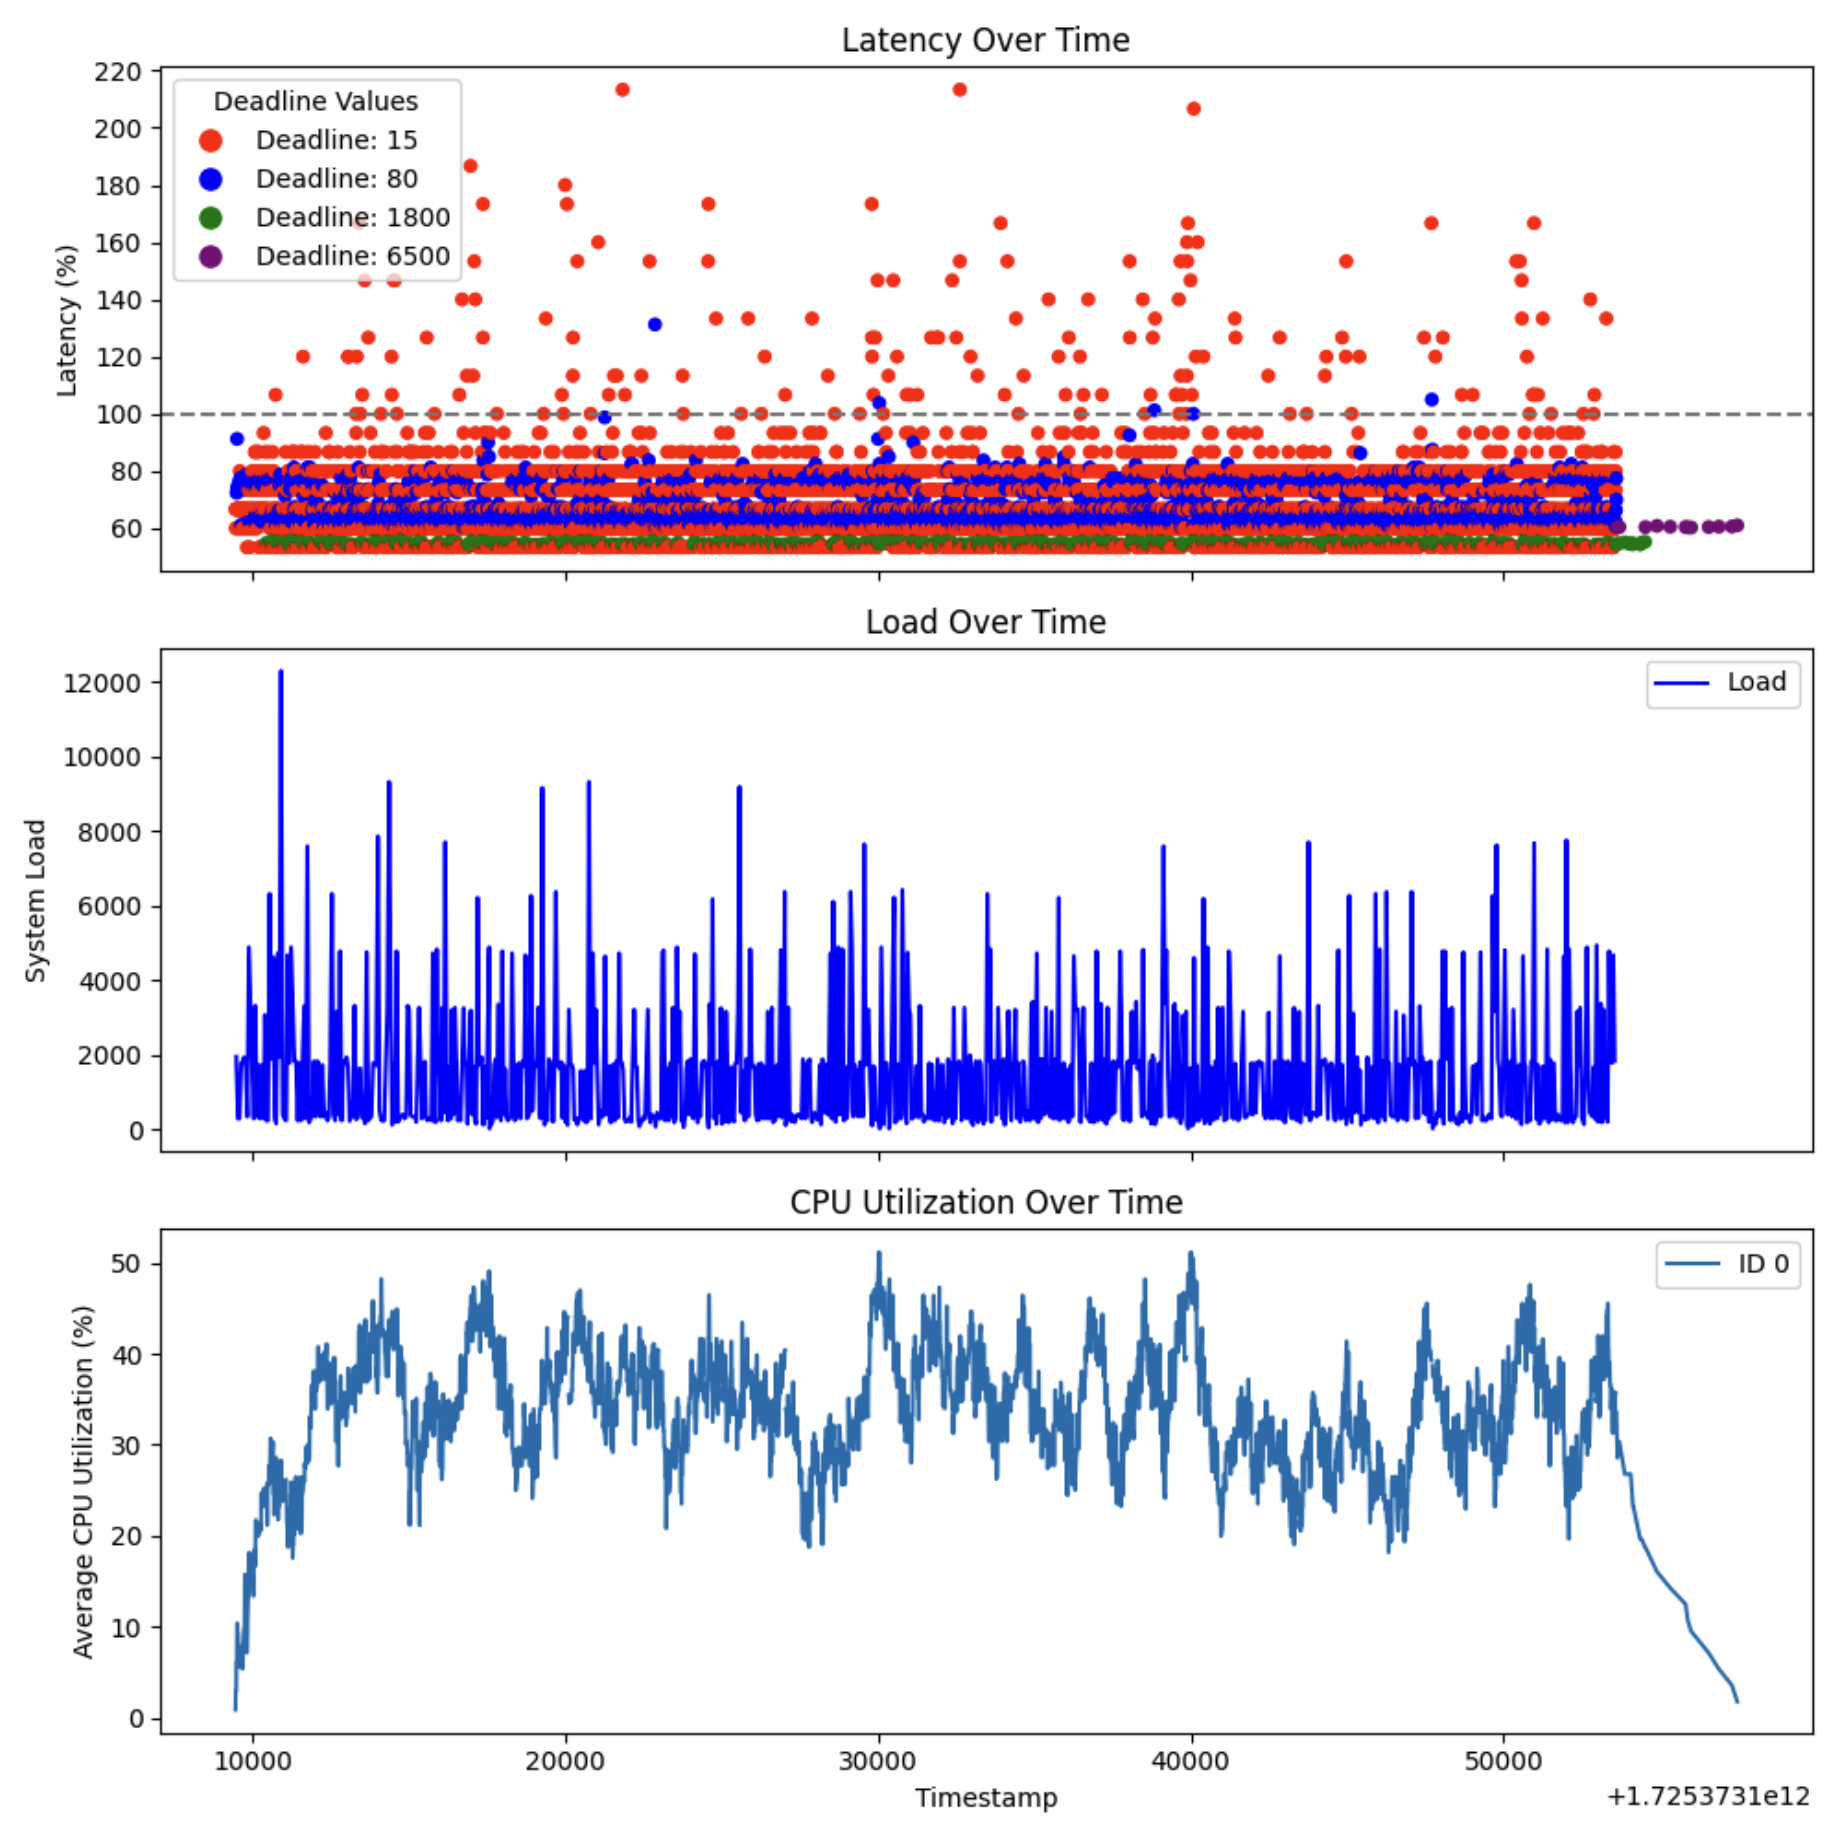 Latency Over Time
Latency (%)
220
200
180
160
140
120
100
80
60
Deadline Values
Deadline: 15
Deadline: 80
Deadline: 1800
Deadline: 6500
Load Over Time
System Load
12000
10000
8000
6000
4000
2000
0
Load
CPU Utilization Over Time
Average CPU Utilization (%)
50
40
30
20
10
0
ID 0
10000 20000 30000 40000 50000
Timestamp
+1.7253731e12